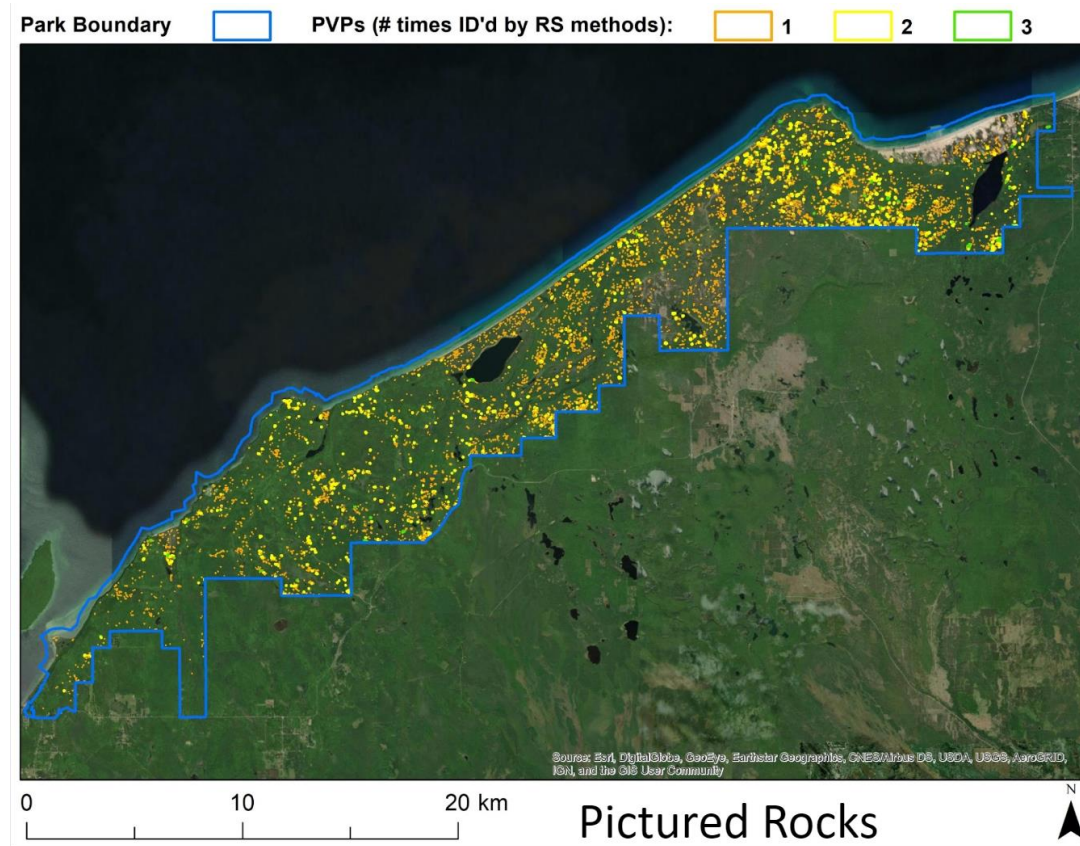 Park Boundary PVPs (# times ID'd by RS methods): 1 2 3
Source: Esri, DigitalGlobe, GeoEye, Earthstar Geographics, CNES/Airbus DS, USDA, USGS, AeroGRID,
IGN, and the GIS User Community
0 10 20 km
N
Pictured Rocks